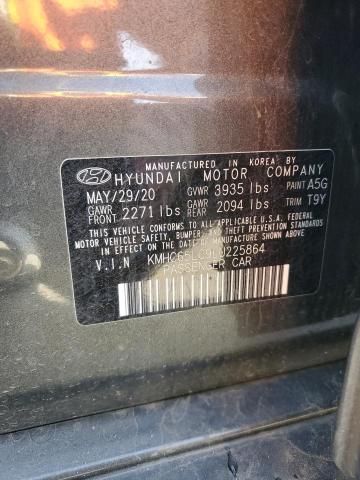 MANUFACTURED IN KOREA BY
HYUNDAI MOTOR COMPANY
MAY/29/20 GVWR 3935 lbs PAINT A5G
GAWR FRONT 2271 lbs GAWR REAR 2094 lbs TRIM T9Y
THIS VEHICLE CONFORMS TO ALL APPLICABLE U.S.A. FEDERAL
MOTOR VEHICLE SAFETY, BUMPER, AND THEFT PREVENTION
STANDARDS IN EFFECT ON THE DATE OF MANUFACTURE
SHOWN ABOVE.
V.I.N
PASSENGER CAR